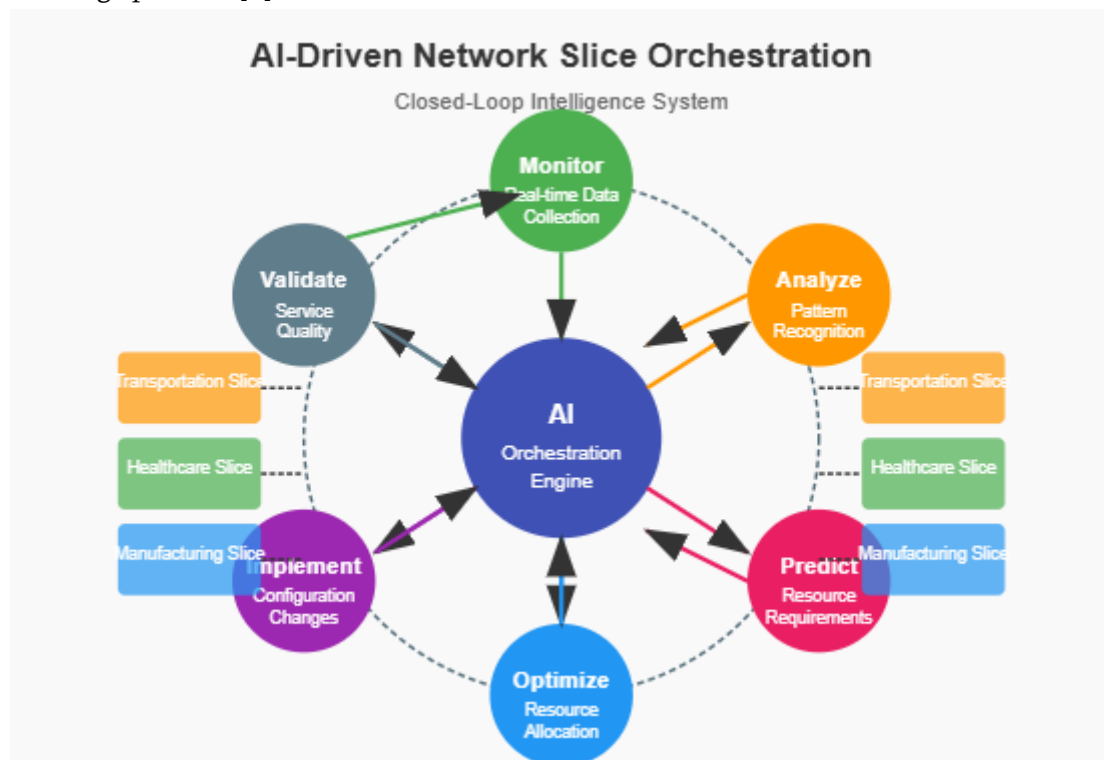 AI-Driven Network Slice Orchestration
Closed-Loop Intelligence System
Monitor
Real-time Data
Collection
Validate
Service
Quality
Analyze
Pattern
Recognition
Transportation Slice
Transportation Slice
AI
Orchestration
Engine
Healthcare Slice
Healthcare Slice
Manufacturing Slice
Manufacturing Slice
Implement
Configuration
Changes
Predict
Resource
Requirements
Optimize
Resource
Allocation